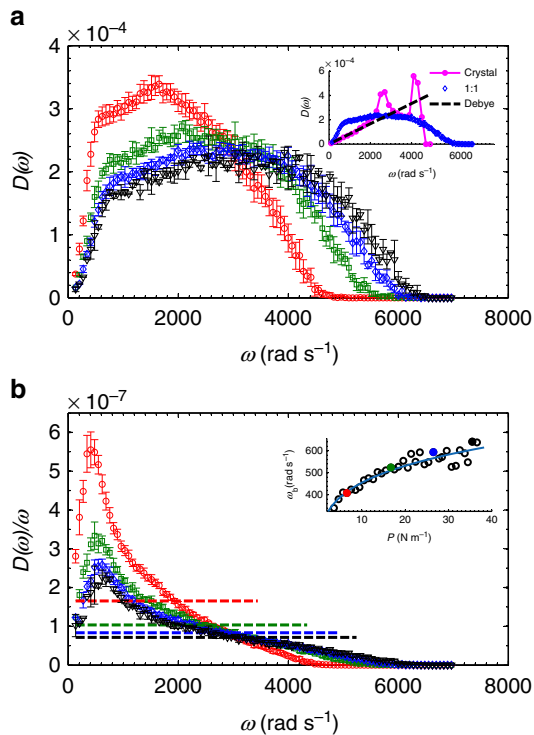 a
× 10⁻⁴
4
3
2
1
0
D(ω)
0 2000 4000 6000 8000
ω (rad s⁻¹)
× 10⁻⁴
6
4
2
0
D(ω)
0 2000 4000 6000
ω (rad s⁻¹)
Crystal
1:1
Debye
b
× 10⁻⁷
7
6
5
4
3
2
1
0
D(ω)/ω
0 2000 4000 6000 8000
ω (rad s⁻¹)
600
500
400
ω_b(rad s⁻¹)
0 10 20 30 40
P (N m⁻¹)